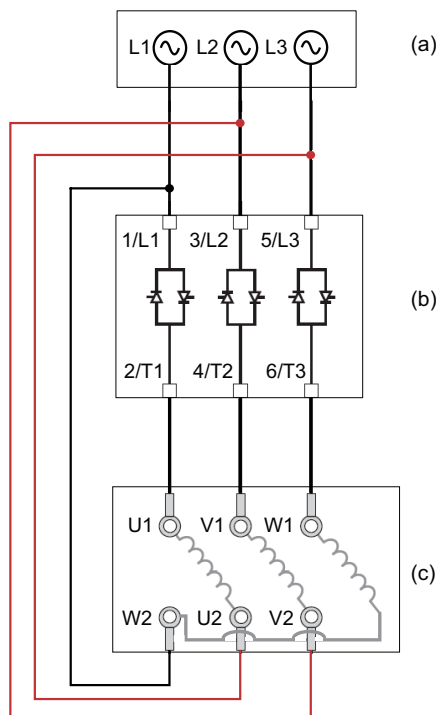 L1 L2 L3 (a)
1/L1 3/L2 5/L3
(b)
2/T1 4/T2 6/T3
U1 V1 W1
(c)
W2 U2 V2